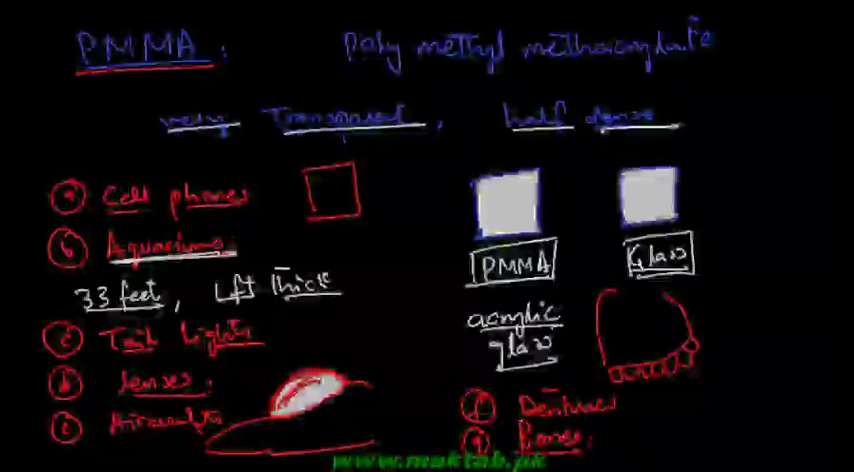 PMMA : Poly methyl methacrylate
very Transparent , half dense
(a) Cell phones
(b) Aquariums
33 feet, 1ft thick
PMMA
Glass
acrylic
glass
(c) Tail lights
(d) lenses.
(e) Aircrafts
(f) Dentures
(g) Bones.
www.maktab.pk